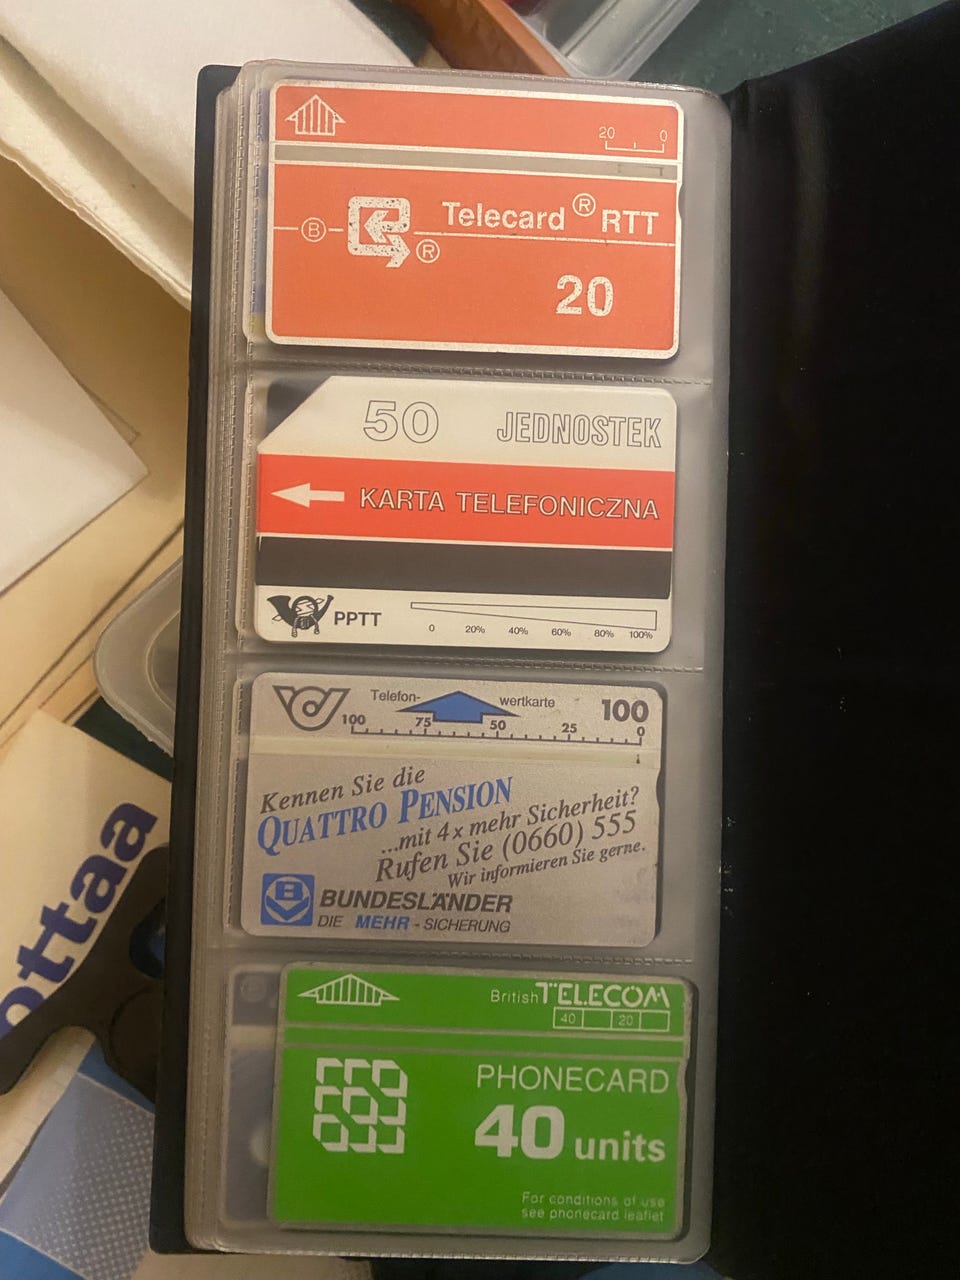 20 0
Telecard ® RTT
B
®
20
50 JEDNOSTEK
KARTA TELEFONICZNA
PPTT
0 20% 40% 60% 80% 100%
Telefon- wertkarte 100
100 75 50 25 0
Kennen Sie die
QUATTRO PENSION
...mit 4 x mehr Sicherheit?
Rufen Sie (0660) 555
Wir informieren Sie gerne.
B
BUNDESLÄNDER
DIE MEHR - SICHERUNG
British TELECOM
40 20
PHONECARD
40 units
For conditions of use
see phonecard leaflet
ottaa